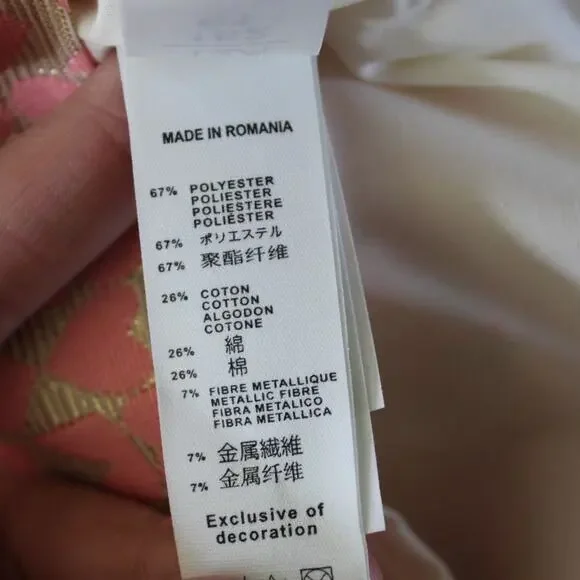 MADE IN ROMANIA
67% POLYESTER
POLIESTER
POLIESTERE
POLIÉSTER
67% ポリエステル
67% 聚酯纤维
26% COTON
COTTON
ALGODON
COTONE
26% 綿
26% 棉
7% FIBRE METALLIQUE
METALLIC FIBRE
FIBRA METALICO
FIBRA METALLICA
7% 金属繊維
7% 金属纤维
Exclusive of
decoration